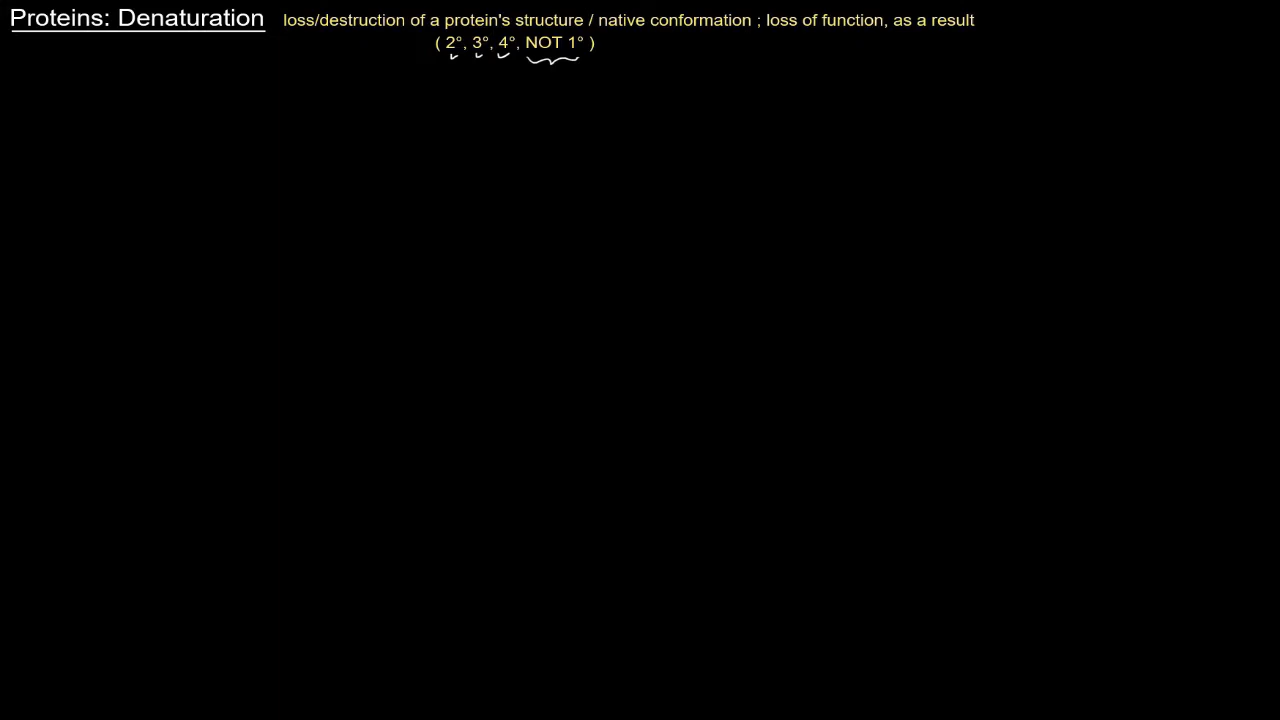 Proteins: Denaturation loss/destruction of a protein's structure / native conformation ; loss of function, as a result
( 2°, 3°, 4°, NOT 1° )